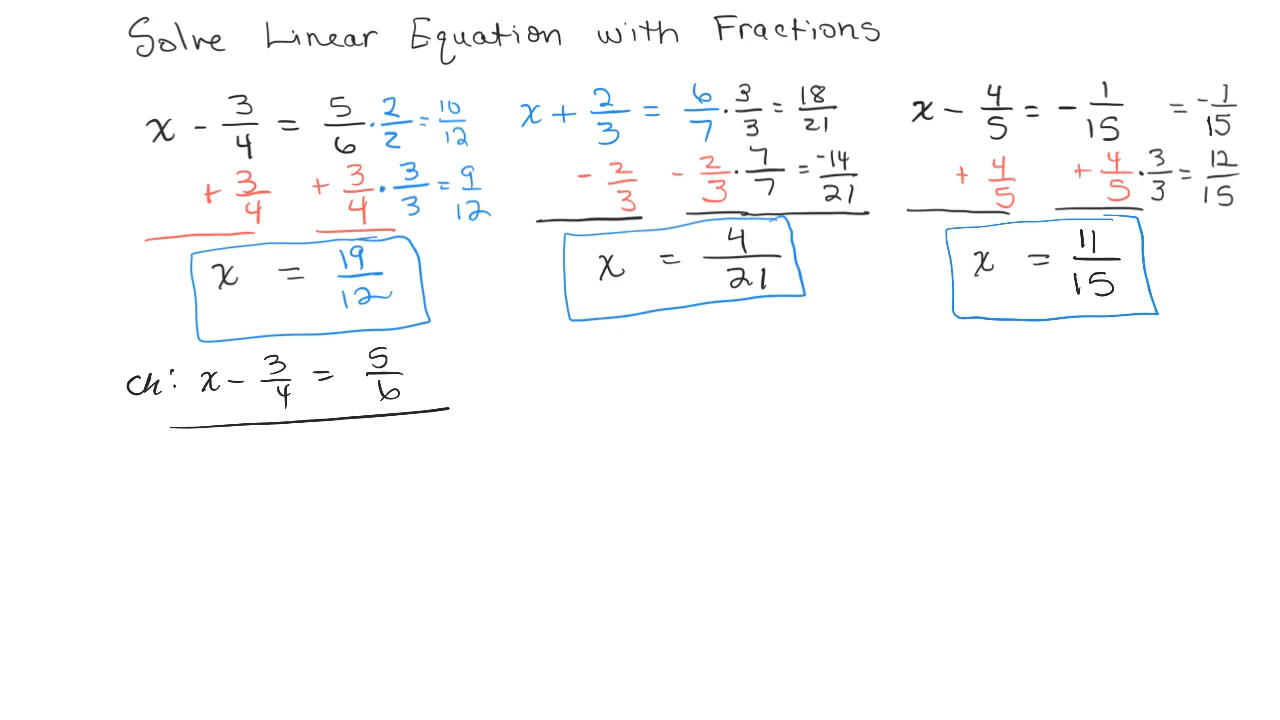 Solve Linear Equation with Fractions
x - 3/4 = 5/6 · 2/2 = 10/12
+ 3/4 + 3/4 · 3/3 = 9/12
x = 19/12
ch: x - 3/4 = 5/6
x + 2/3 = 6/7 · 3/3 = 18/21
- 2/3 - 2/3 · 7/7 = -14/21
x = 4/21
x - 4/5 = - 1/15 = -1/15
+ 4/5 + 4/5 · 3/3 = 12/15
x = 11/15